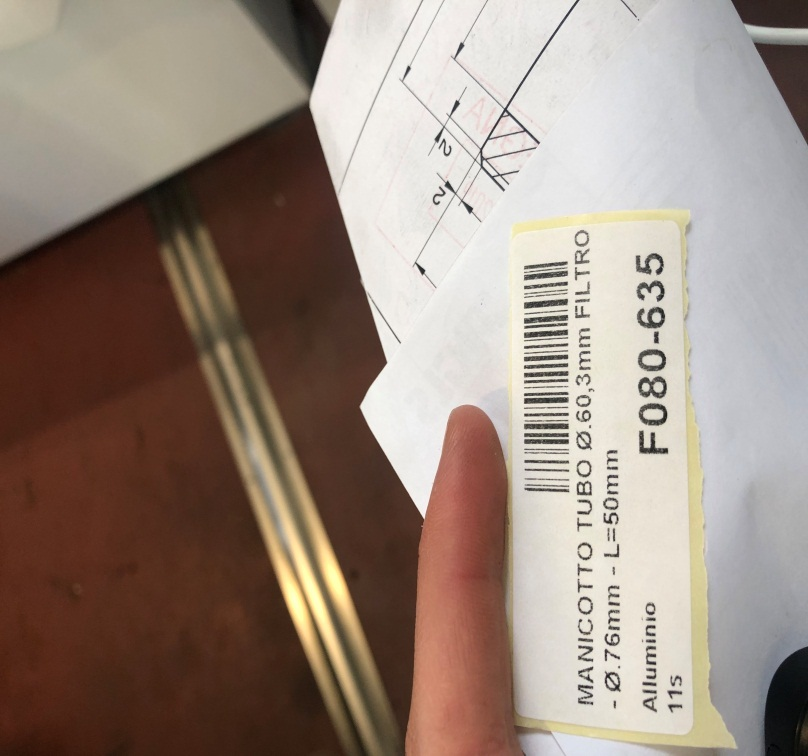 MANICOTTO TUBO Ø.60,3mm FILTRO
- Ø.76mm - L=50mm
F080-635
Alluminio
11s
2
2